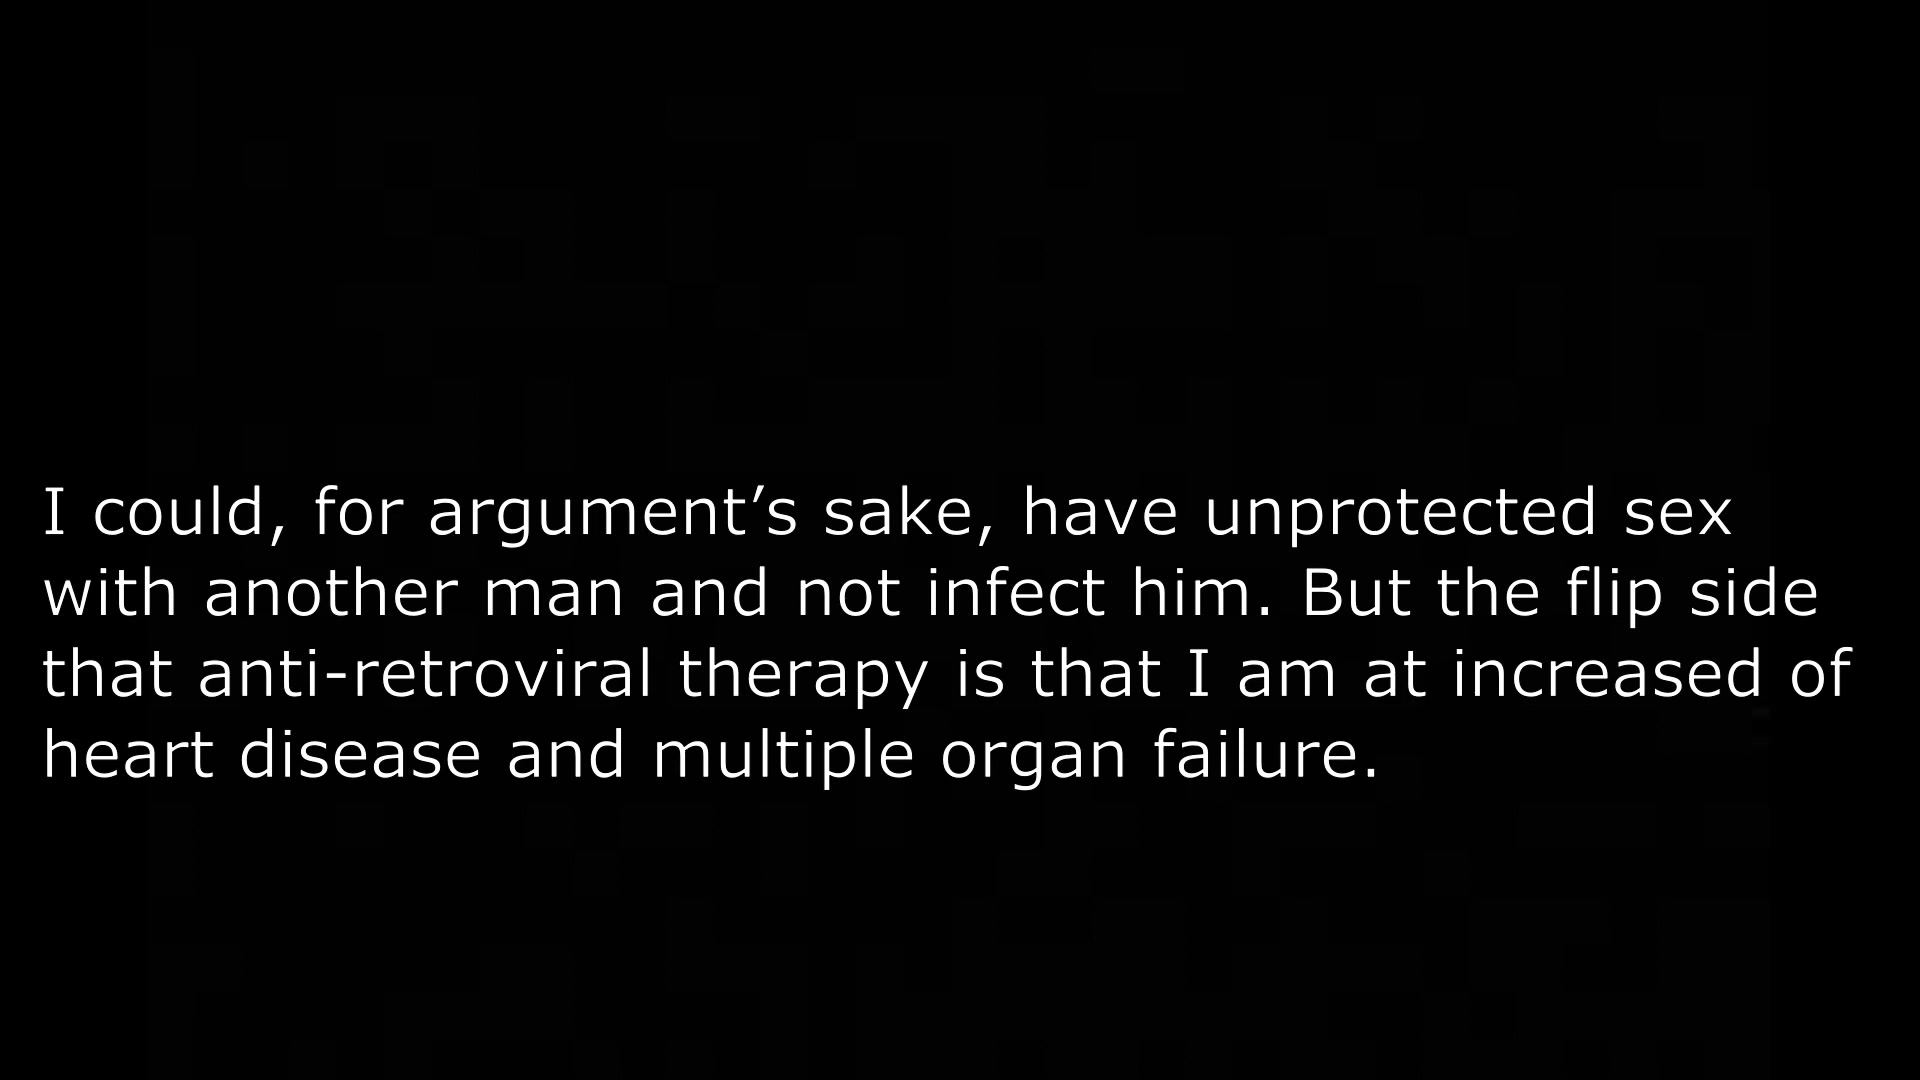 I could, for argument’s sake, have unprotected sex
with another man and not infect him. But the flip side
that anti-retroviral therapy is that I am at increased of
heart disease and multiple organ failure.